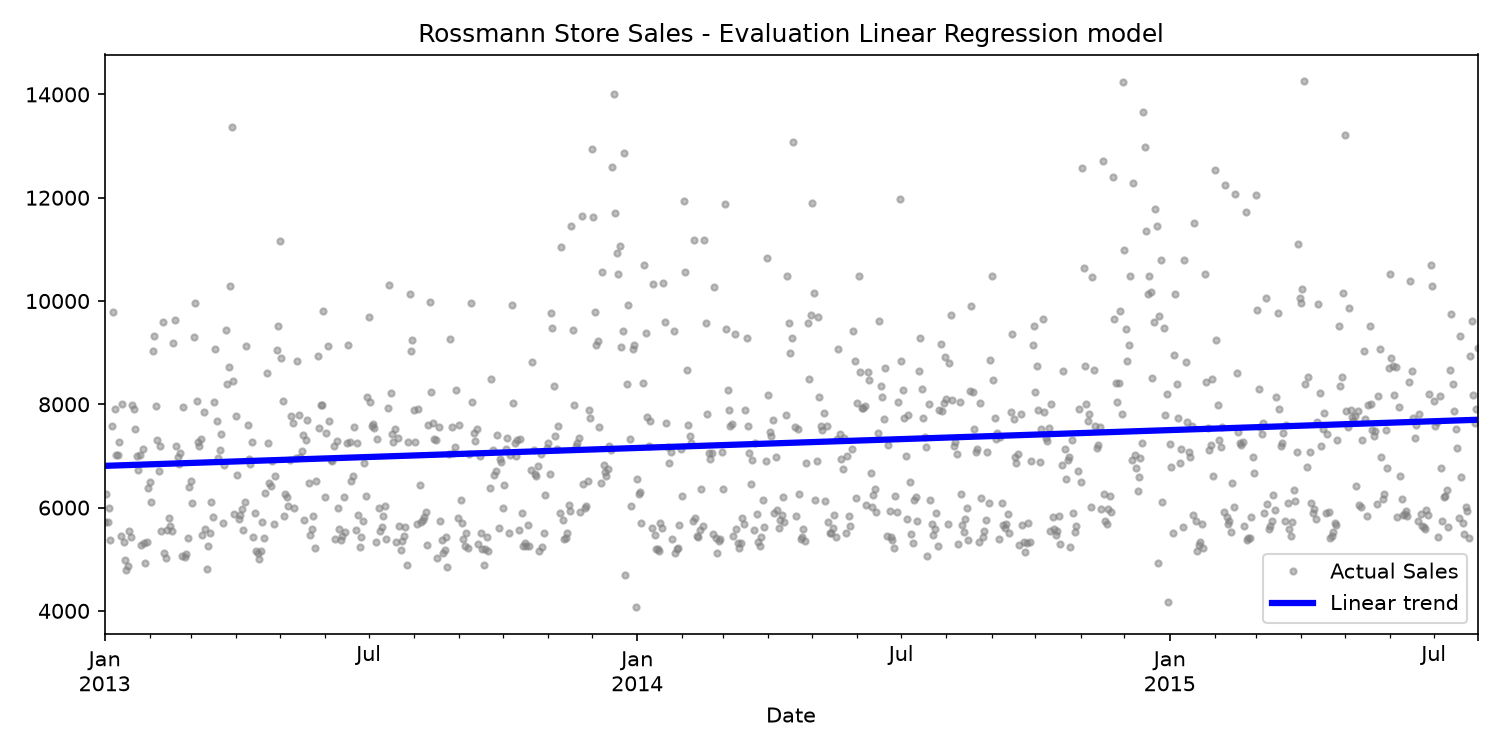 Rossmann Store Sales - Evaluation Linear Regression model
14000
12000
10000
8000
6000
4000
Actual Sales
Linear trend
Jan Jul Jan Jul Jan Jul
2013 2014 2015
Date